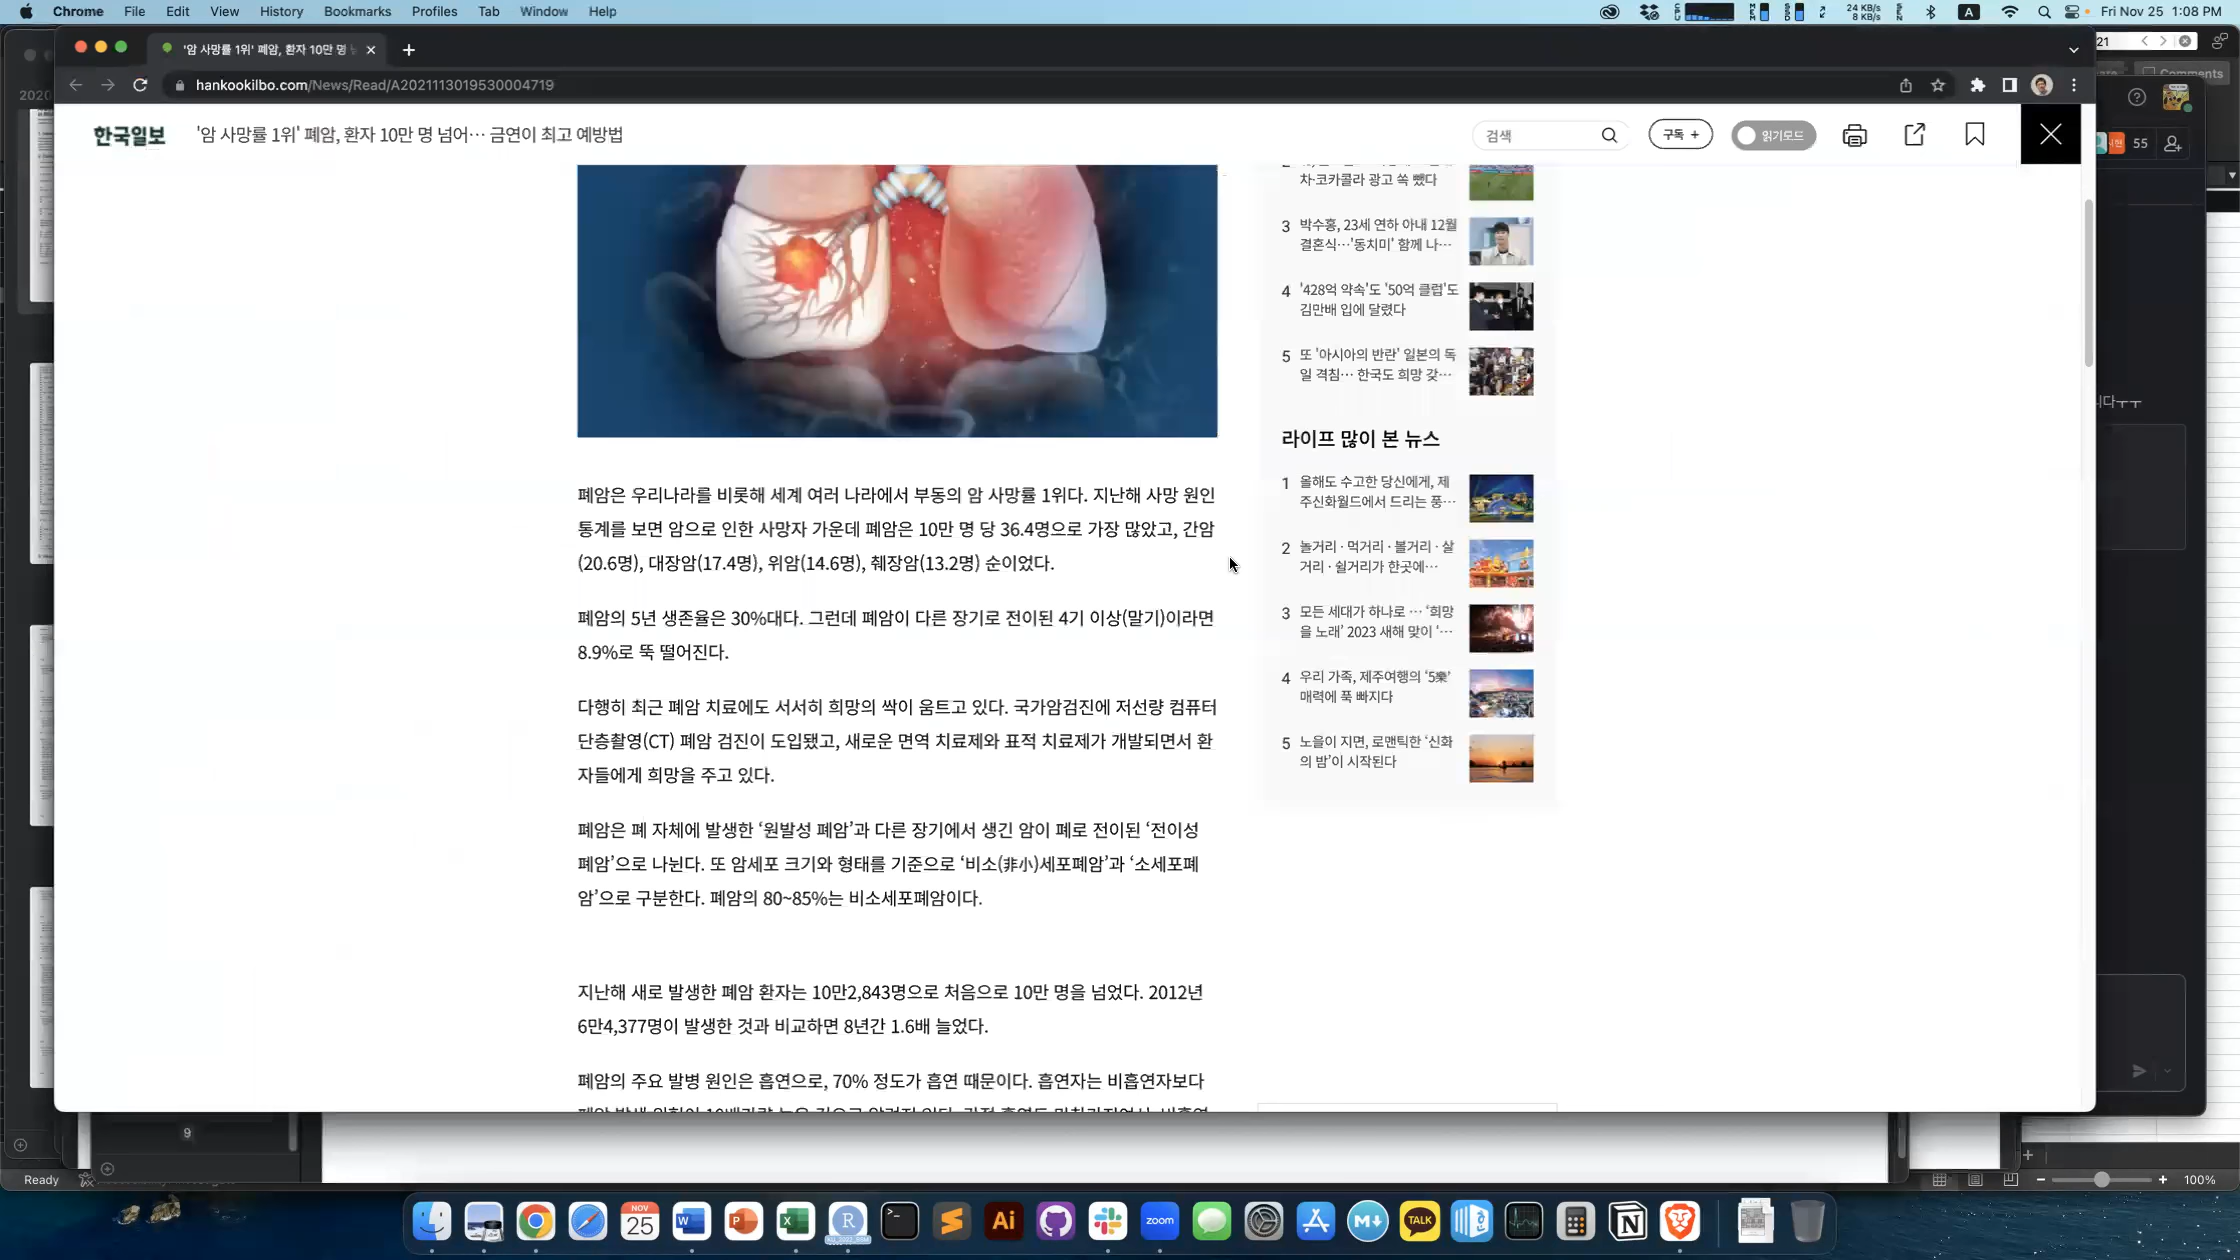 Chrome File Edit View History Bookmarks Profiles Tab Window Help
24 KB/s
8 KB/s
Fri Nov 25 1:08 PM
'암 사망률 1위' 폐암, 환자 10만 명
hankookilbo.com/News/Read/A2021113019530004719
21
2020
Comments
한국일보
'암 사망률 1위' 폐암, 환자 10만 명 넘어… 금연이 최고 예방법
검색
구독 +
읽기모드
55
차·코카콜라 광고 쏙 뺐다
3 박수홍, 23세 연하 아내 12월
결혼식…'동치미' 함께 나…
4 '428억 약속'도 '50억 클럽'도
김만배 입에 달렸다
5 또 '아시아의 반란' 일본의 독
일 격침… 한국도 희망 갖…
라이프 많이 본 뉴스
1 올해도 수고한 당신에게, 제
주신화월드에서 드리는 풍…
2 놀거리 · 먹거리 · 볼거리 · 살
거리 · 쉴거리가 한곳에…
3 모든 세대가 하나로 … ‘희망
을 노래’ 2023 새해 맞이 ‘…
4 우리 가족, 제주여행의 ‘5樂’
매력에 푹 빠지다
5 노을이 지면, 로맨틱한 ‘신화
의 밤’이 시작된다
니다ㅜㅜ
폐암은 우리나라를 비롯해 세계 여러 나라에서 부동의 암 사망률 1위다. 지난해 사망 원인
통계를 보면 암으로 인한 사망자 가운데 폐암은 10만 명 당 36.4명으로 가장 많았고, 간암
(20.6명), 대장암(17.4명), 위암(14.6명), 췌장암(13.2명) 순이었다.
폐암의 5년 생존율은 30%대다. 그런데 폐암이 다른 장기로 전이된 4기 이상(말기)이라면
8.9%로 뚝 떨어진다.
다행히 최근 폐암 치료에도 서서히 희망의 싹이 움트고 있다. 국가암검진에 저선량 컴퓨터
단층촬영(CT) 폐암 검진이 도입됐고, 새로운 면역 치료제와 표적 치료제가 개발되면서 환
자들에게 희망을 주고 있다.
폐암은 폐 자체에 발생한 ‘원발성 폐암’과 다른 장기에서 생긴 암이 폐로 전이된 ‘전이성
폐암’으로 나뉜다. 또 암세포 크기와 형태를 기준으로 ‘비소(非小)세포폐암’과 ‘소세포폐
암’으로 구분한다. 폐암의 80~85%는 비소세포폐암이다.
지난해 새로 발생한 폐암 환자는 10만2,843명으로 처음으로 10만 명을 넘었다. 2012년
6만4,377명이 발생한 것과 비교하면 8년간 1.6배 늘었다.
폐암의 주요 발병 원인은 흡연으로, 70% 정도가 흡연 때문이다. 흡연자는 비흡연자보다
9
Ready
100%
NOV
25
zoom
TALK